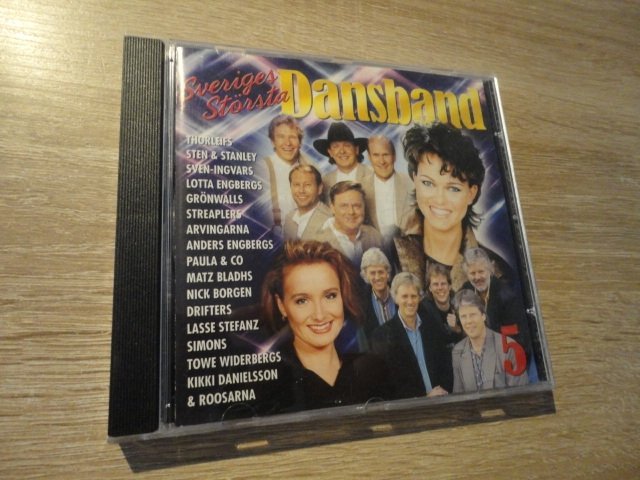 Sveriges
Största
Dansband
THORLEIFS
STEN & STANLEY
SVEN-INGVARS
LOTTA ENGBERGS
GRÖNWALLS
STREAPLERS
ARVINGARNA
ANDERS ENGBERGS
PAULA & CO
MATZ BLADHS
NICK BORGEN
DRIFTERS
LASSE STEFANZ
SIMONS
TOWE WIDERBERGS
KIKKI DANIELSSON
& ROOSARNA
5